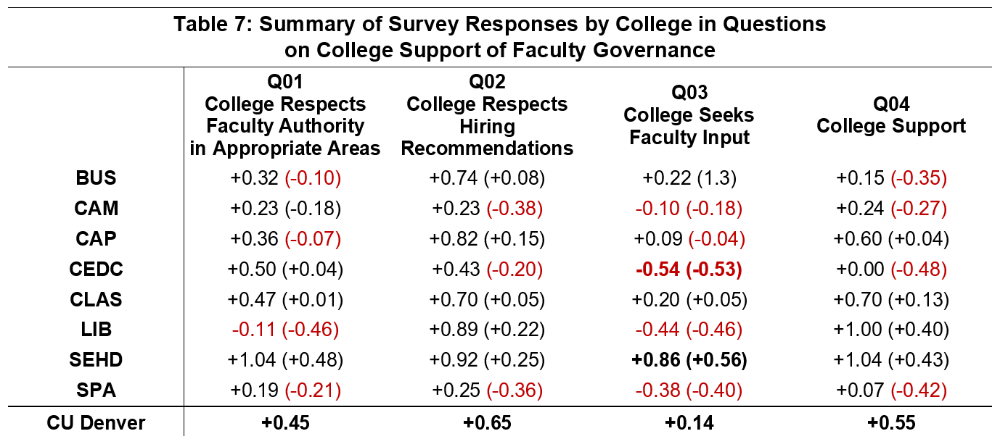 Table 7: Summary of Survey Responses by College in Questions
on College Support of Faculty Governance
Q01
College Respects
Faculty Authority
in Appropriate Areas
Q02
College Respects
Hiring
Recommendations
Q03
College Seeks
Faculty Input
Q04
College Support
BUS +0.32 (-0.10) +0.74 (+0.08) +0.22 (1.3) +0.15 (-0.35)
CAM +0.23 (-0.18) +0.23 (-0.38) -0.10 (-0.18) +0.24 (-0.27)
CAP +0.36 (-0.07) +0.82 (+0.15) +0.09 (-0.04) +0.60 (+0.04)
CEDC +0.50 (+0.04) +0.43 (-0.20) -0.54 (-0.53) +0.00 (-0.48)
CLAS +0.47 (+0.01) +0.70 (+0.05) +0.20 (+0.05) +0.70 (+0.13)
LIB -0.11 (-0.46) +0.89 (+0.22) -0.44 (-0.46) +1.00 (+0.40)
SEHD +1.04 (+0.48) +0.92 (+0.25) +0.86 (+0.56) +1.04 (+0.43)
SPA +0.19 (-0.21) +0.25 (-0.36) -0.38 (-0.40) +0.07 (-0.42)
CU Denver +0.45 +0.65 +0.14 +0.55